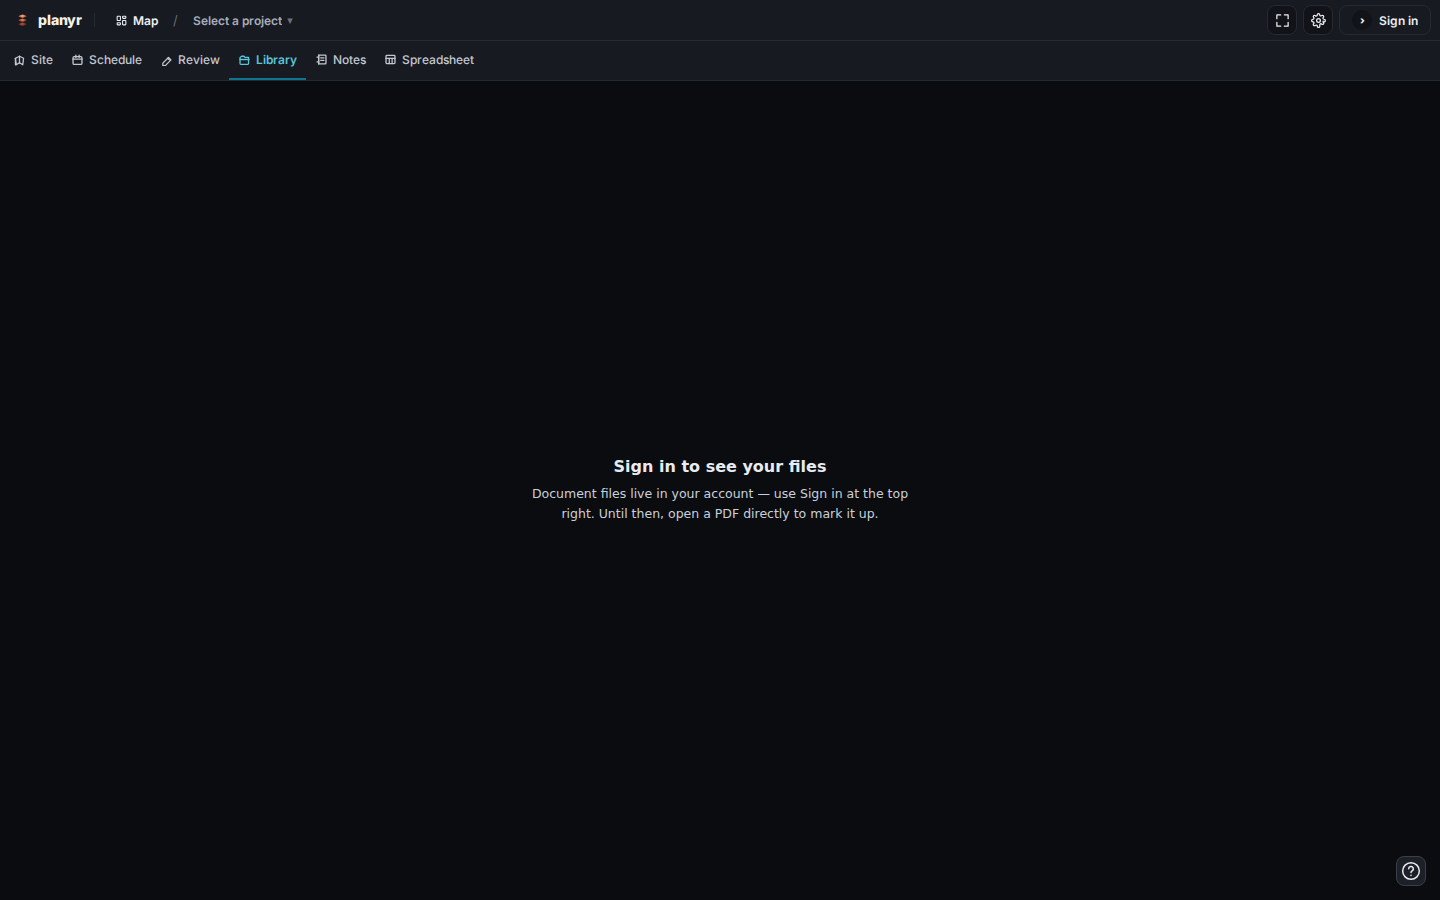 planyr
Map / Select a project ▾
Sign in
Site
Schedule
Review
Library
Notes
Spreadsheet
Sign in to see your files
Document files live in your account — use Sign in at the top
right. Until then, open a PDF directly to mark it up.